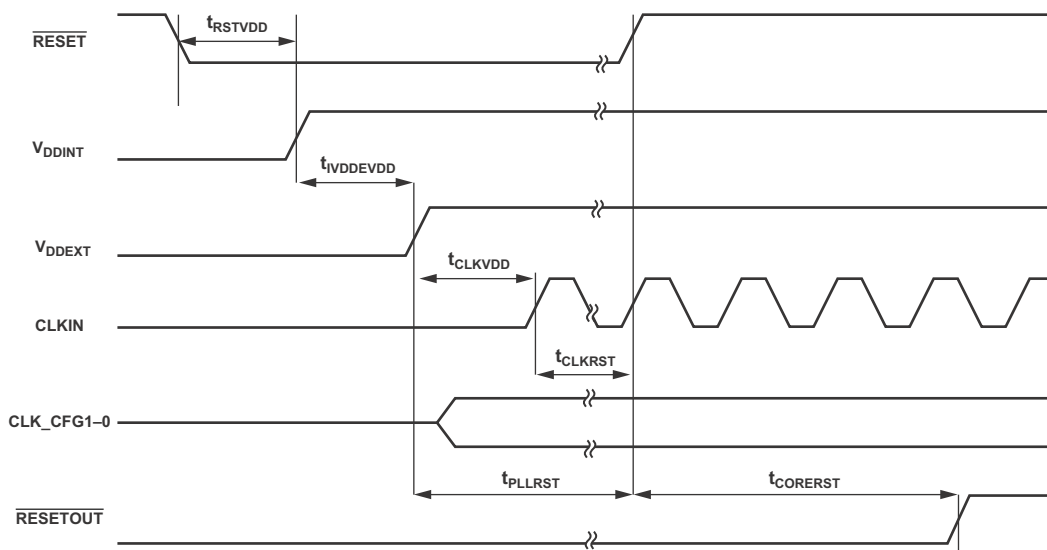 RESET
tRSTVDD
VDDINT
tIVDDEVDD
VDDEXT
tCLKVDD
CLKIN
tCLKRST
CLK_CFG1–0
tPLLRST
tCORERST
RESETOUT